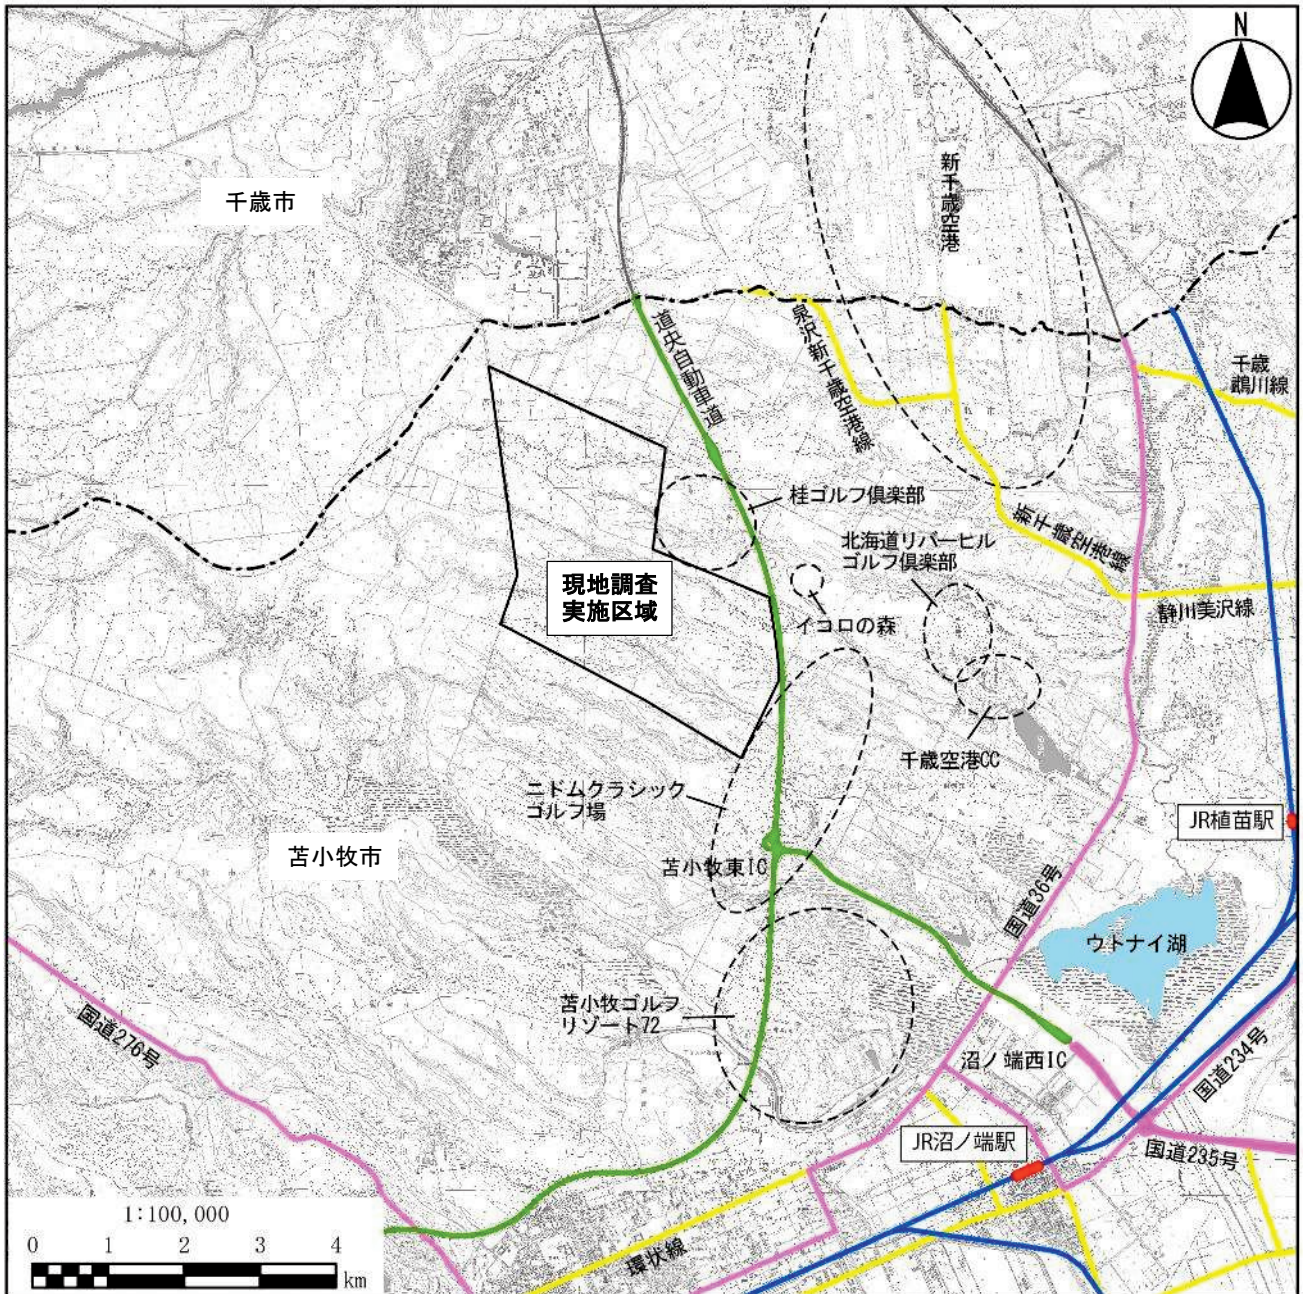 N
千歳市
新千歳空港
道央自動車道
泉沢新千歳空港線
千歳
鵡川線
桂ゴルフ倶楽部
北海道リバーヒル
ゴルフ倶楽部
新千歳空港線
現地調査
実施区域
イコロの森
静川美沢線
千歳空港CC
ニドムクラシック
ゴルフ場
JR植苗駅
苫小牧市
苫小牧東IC
国道36号
ウトナイ湖
苫小牧ゴルフ
リゾート72
国道276号
沼ノ端西IC
国道234号
JR沼ノ端駅
国道235号
環状線
1:100,000
0 1 2 3 4
km